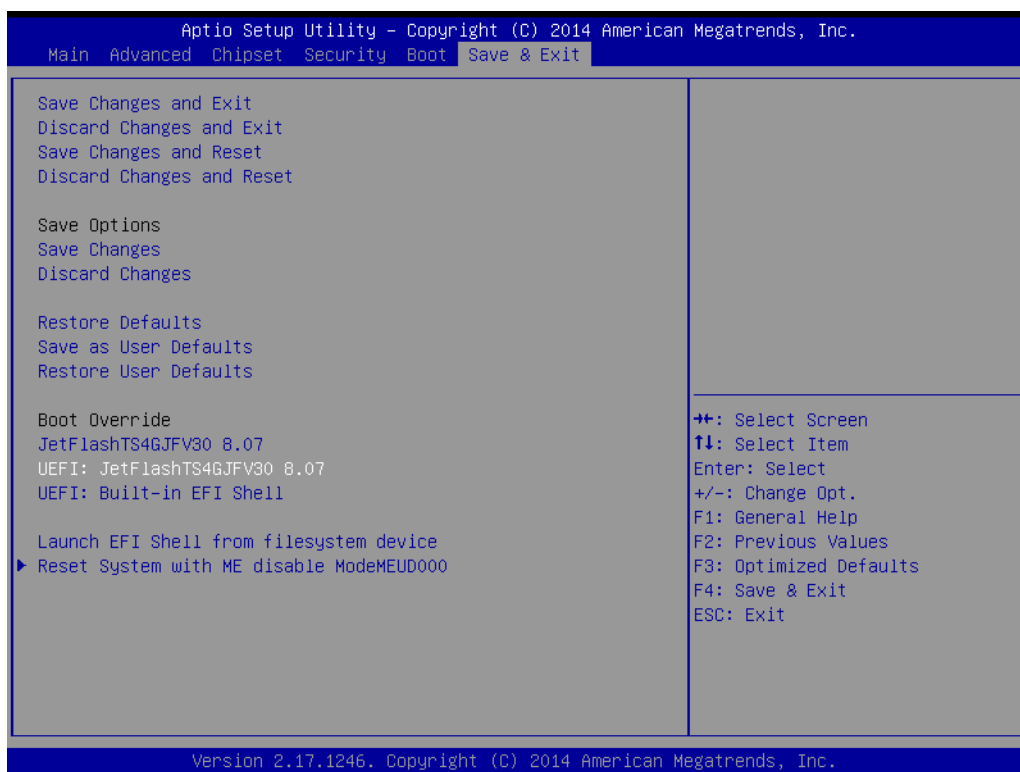 Aptio Setup Utility – Copyright (C) 2014 American Megatrends, Inc.
Main Advanced Chipset Security Boot Save & Exit
Save Changes and Exit
Discard Changes and Exit
Save Changes and Reset
Discard Changes and Reset
Save Options
Save Changes
Discard Changes
Restore Defaults
Save as User Defaults
Restore User Defaults
Boot Override
JetFlashTS4GJFV30 8.07
UEFI: JetFlashTS4GJFV30 8.07
UEFI: Built-in EFI Shell
Launch EFI Shell from filesystem device
▶ Reset System with ME disable ModeMEUD000
→←: Select Screen
↑↓: Select Item
Enter: Select
+/-: Change Opt.
F1: General Help
F2: Previous Values
F3: Optimized Defaults
F4: Save & Exit
ESC: Exit
Version 2.17.1246. Copyright (C) 2014 American Megatrends, Inc.